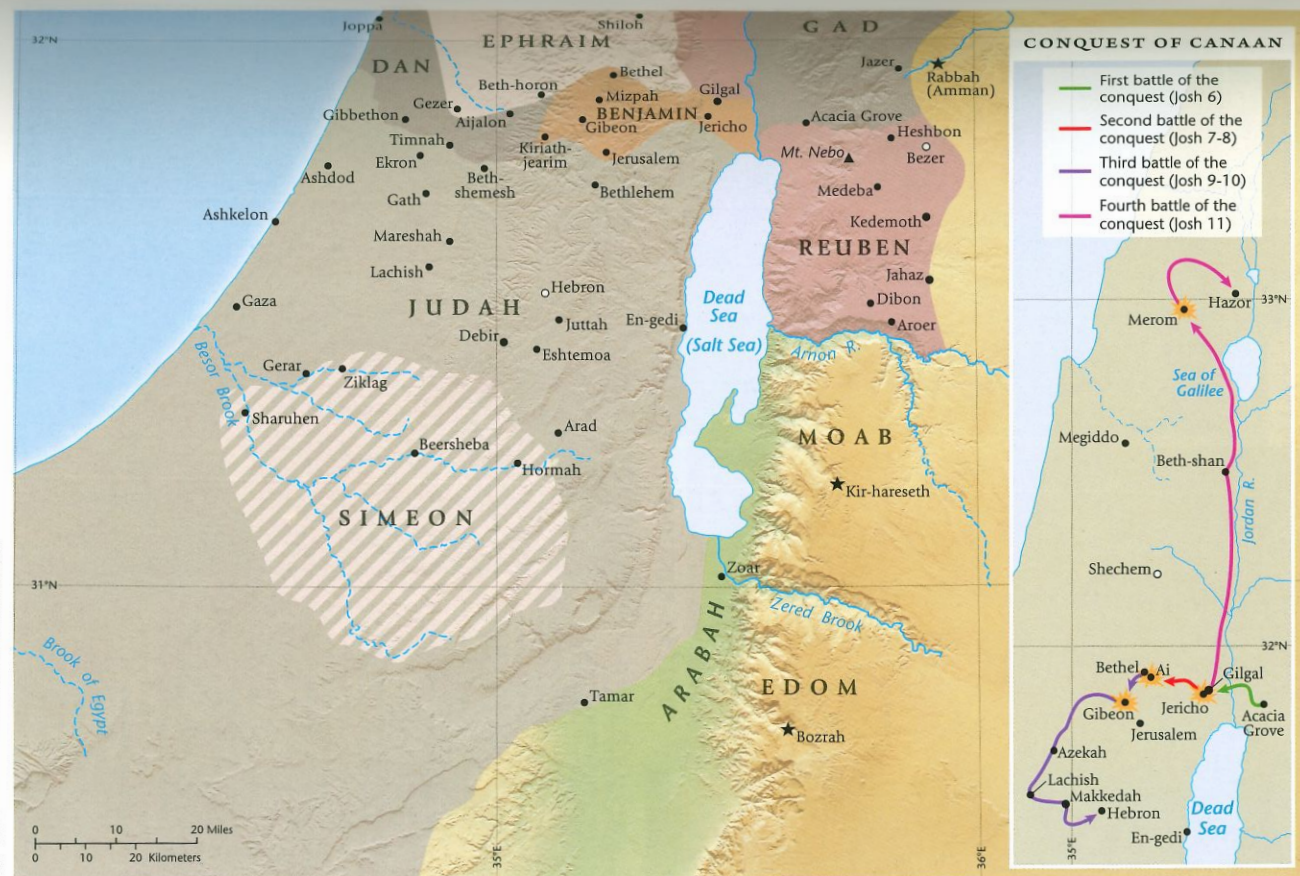 Joppa
Shiloh
32°N
EPHRAIM
GAD
DAN
Jazer
Rabbah
(Amman)
Bethel
Beth-horon
Mizpah
Gilgal
Gezer
BENJAMIN
Gibbethon
Aijalon
Gibeon
Jericho
Acacia Grove
Heshbon
Timnah
Kiriath-
jearim
Jerusalem
Mt. Nebo
Bezer
Ekron
Ashdod
Beth-
shemesh
Bethlehem
Medeba
Gath
Ashkelon
Kedemoth
Mareshah
REUBEN
Lachish
Jahaz
Hebron
Gaza
JUDAH
Dead
Sea
(Salt Sea)
Dibon
Juttah
En-gedi
Aroer
Debir
Eshtemoa
Arnon R.
Besor Brook
Gerar
Ziklag
Sharuhen
Arad
MOAB
Beersheba
Hormah
Kir-hareseth
SIMEON
Zoar
31°N
Zered Brook
ARABAH
Brook of Egypt
Tamar
EDOM
Bozrah
0 10 20 Miles
0 10 20 Kilometers
35°E
36°E
CONQUEST OF CANAAN
First battle of the
conquest (Josh 6)
Second battle of the
conquest (Josh 7-8)
Third battle of the
conquest (Josh 9-10)
Fourth battle of the
conquest (Josh 11)
Hazor
33°N
Merom
Sea of
Galilee
Megiddo
Beth-shan
Jordan R.
Shechem
32°N
Bethel
Ai
Gilgal
Gibeon
Jericho
Acacia
Grove
Jerusalem
Azekah
Lachish
Makkedah
Hebron
Dead
Sea
En-gedi
35°E